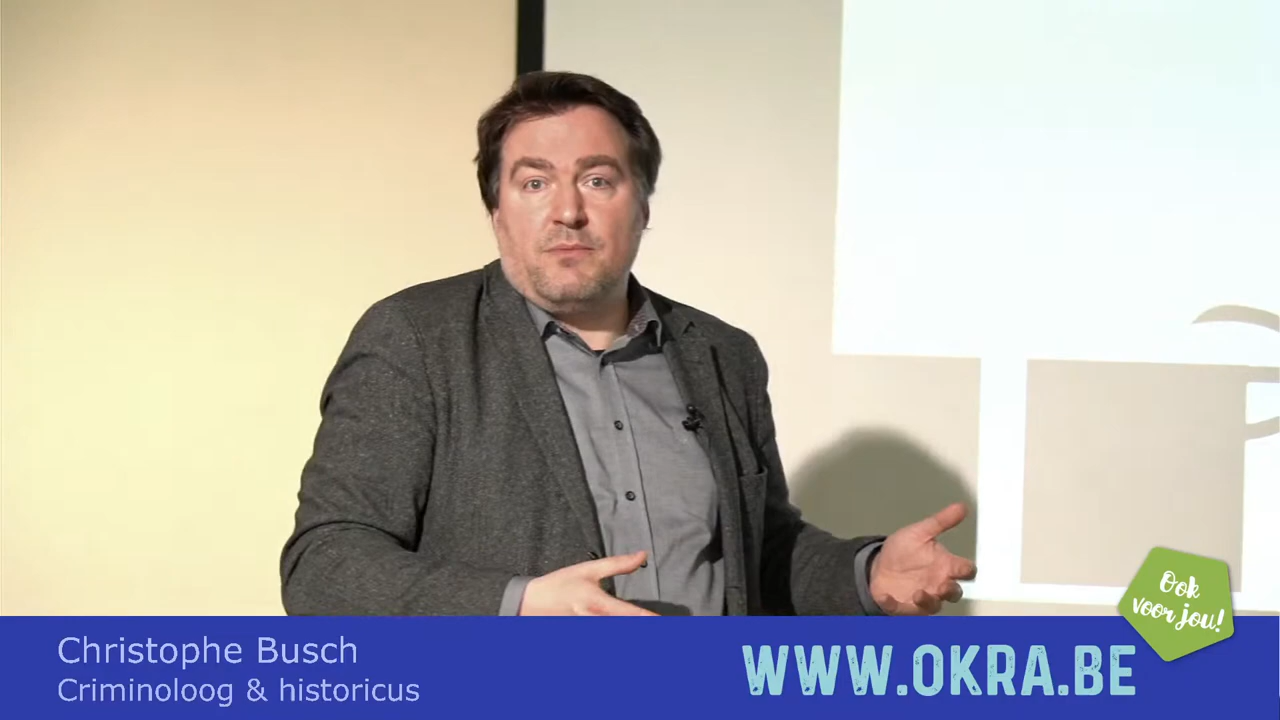 Christophe Busch
Criminoloog & historicus
WWW.OKRA.BE
Ook
voor jou!